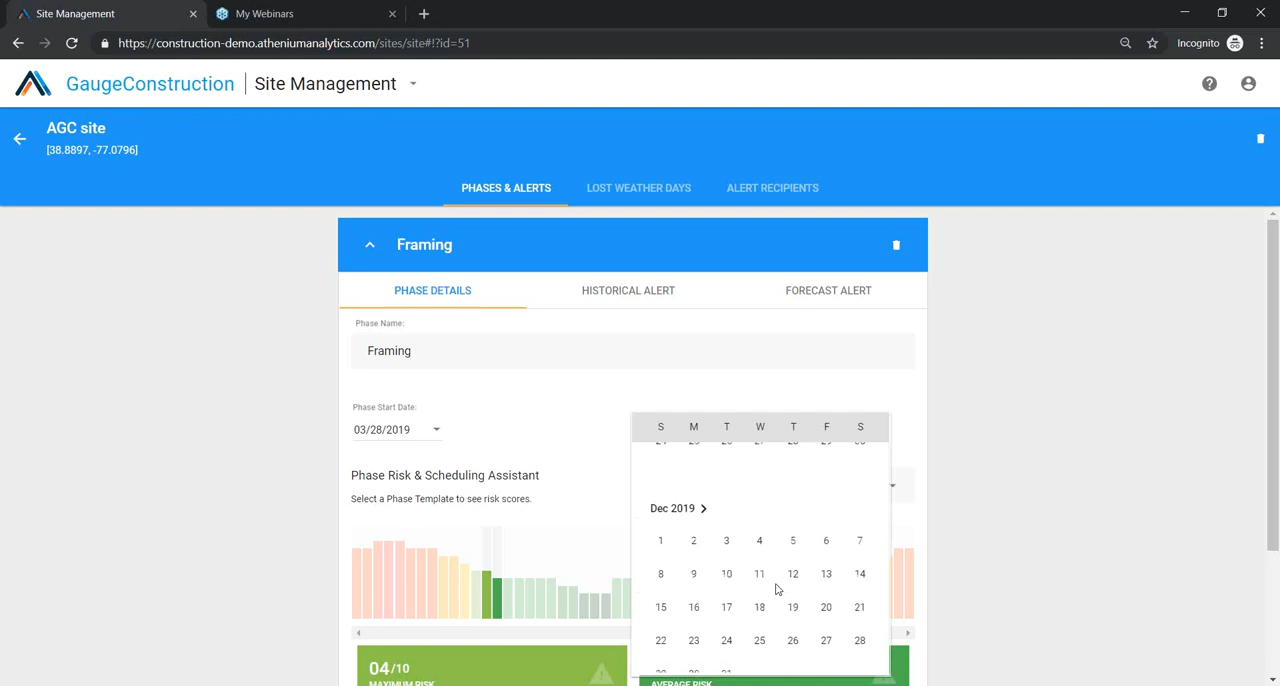 Site Management
My Webinars
https://construction-demo.atheniumanalytics.com/sites/site#!?id=51
Incognito
GaugeConstruction
Site Management
AGC site
[38.8897, -77.0796]
PHASES & ALERTS
LOST WEATHER DAYS
ALERT RECIPIENTS
Framing
PHASE DETAILS
HISTORICAL ALERT
FORECAST ALERT
Phase Name:
Framing
Phase Start Date:
03/28/2019
S M T W T F S
Phase Risk & Scheduling Assistant
Select a Phase Template to see risk scores.
Dec 2019
1 2 3 4 5 6 7
8 9 10 11 12 13 14
15 16 17 18 19 20 21
22 23 24 25 26 27 28
04/10
MAXIMUM RISK
AVERAGE RISK